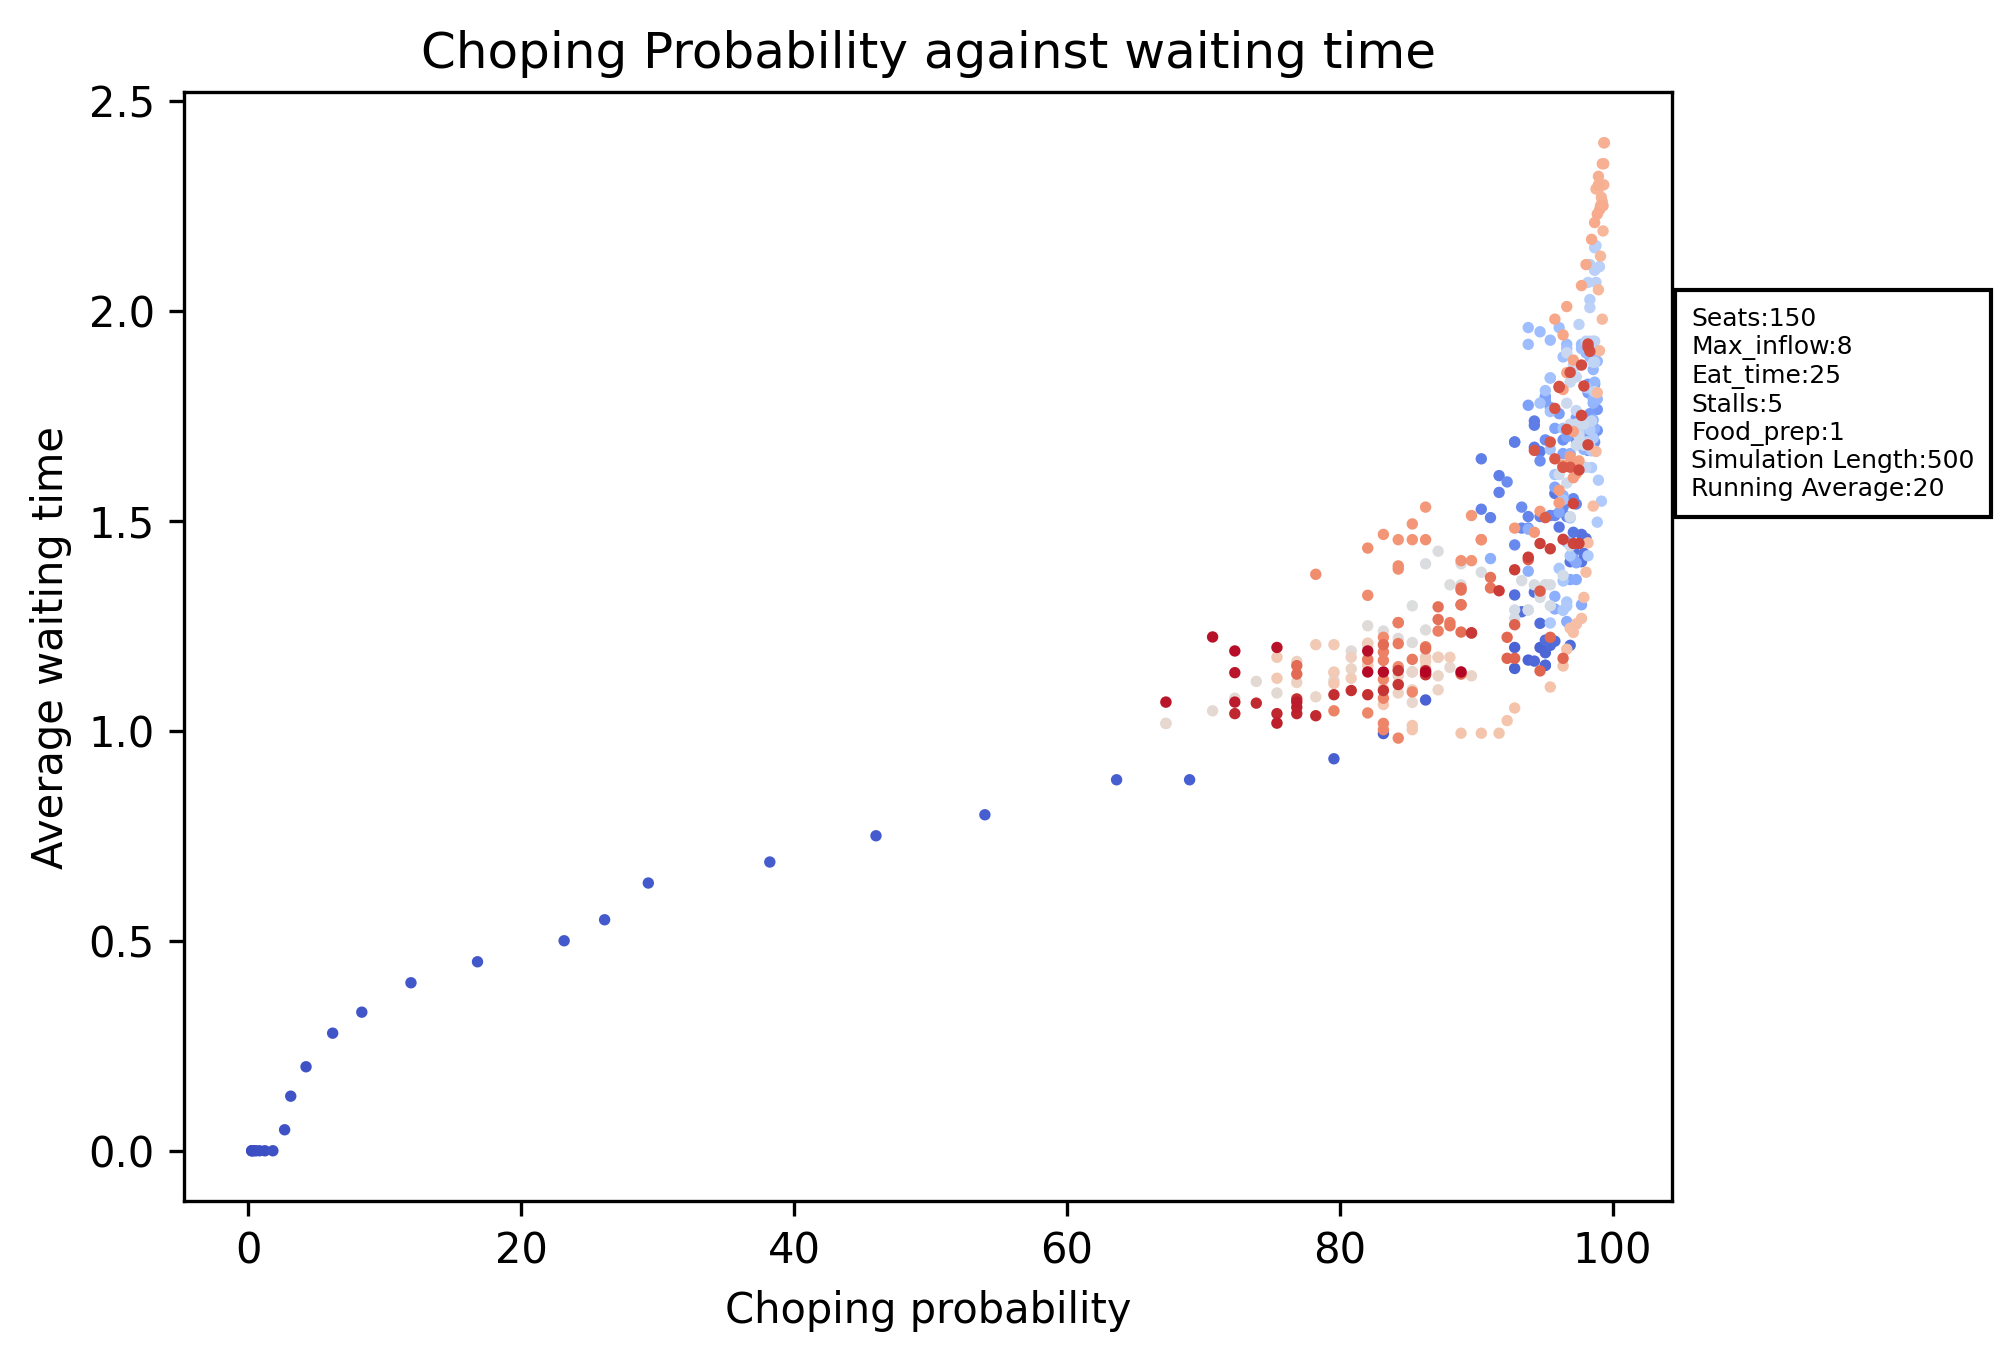 Choping Probability against waiting time
2.5
2.0
1.5
1.0
0.5
0.0
Average waiting time
0 20 40 60 80 100
Choping probability
Seats:150
Max_inflow:8
Eat_time:25
Stalls:5
Food_prep:1
Simulation Length:500
Running Average:20